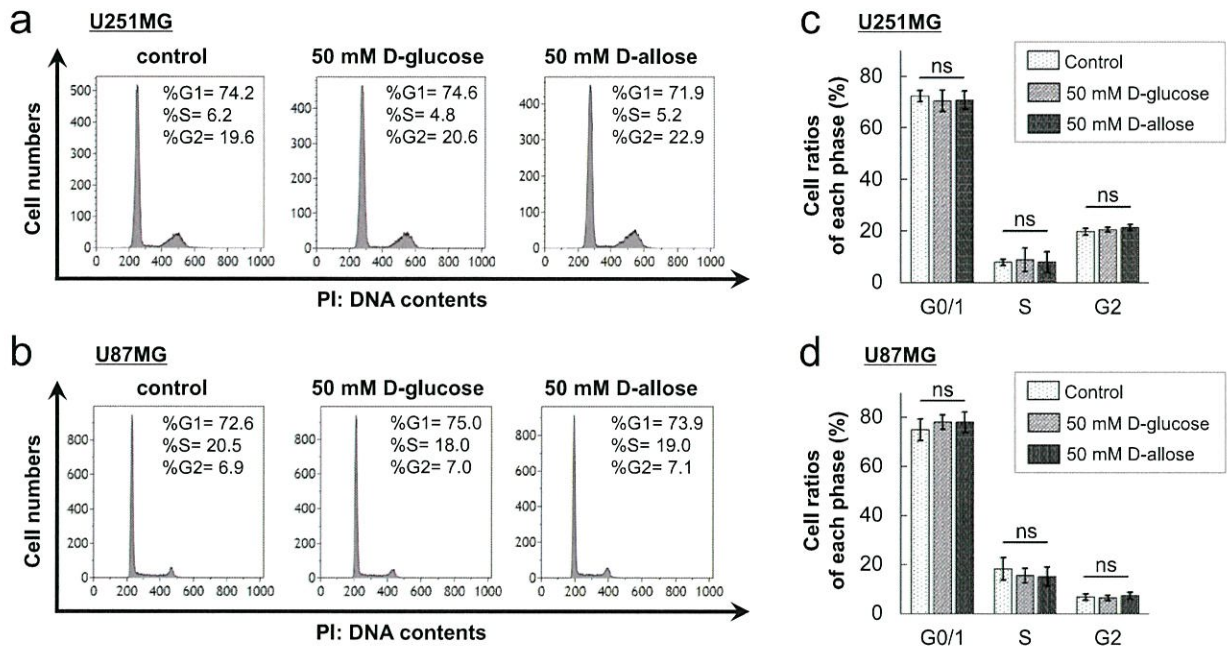 a
U251MG
control
50 mM D-glucose
50 mM D-allose
Cell numbers
500
400
300
200
100
0
%G1= 74.2
%S= 6.2
%G2= 19.6
0 200 400 600 800 1000
400
300
200
100
0
%G1= 74.6
%S= 4.8
%G2= 20.6
0 200 400 600 800 1000
400
300
200
100
0
%G1= 71.9
%S= 5.2
%G2= 22.9
0 200 400 600 800 1000
PI: DNA contents
b
U87MG
control
50 mM D-glucose
50 mM D-allose
Cell numbers
800
600
400
200
0
%G1= 72.6
%S= 20.5
%G2= 6.9
0 200 400 600 800 1000
800
600
400
200
0
%G1= 75.0
%S= 18.0
%G2= 7.0
0 200 400 600 800 1000
800
600
400
200
0
%G1= 73.9
%S= 19.0
%G2= 7.1
0 200 400 600 800 1000
PI: DNA contents
c
U251MG
Cell ratios
of each phase (%)
80
60
40
20
0
ns
ns
ns
G0/1 S G2
Control
50 mM D-glucose
50 mM D-allose
d
U87MG
Cell ratios
of each phase (%)
80
60
40
20
0
ns
ns
ns
G0/1 S G2
Control
50 mM D-glucose
50 mM D-allose